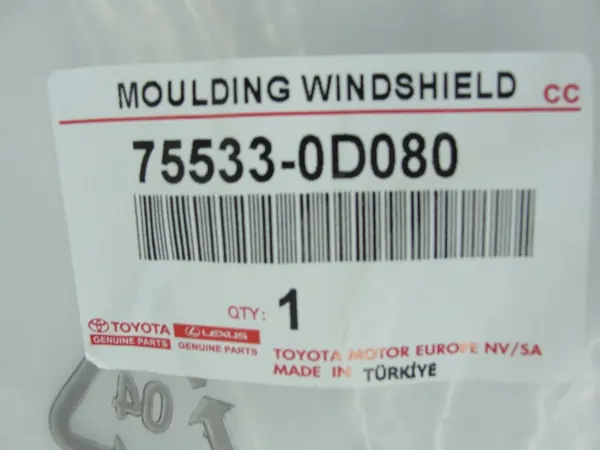 MOULDING WINDSHIELD CC
75533-0D080
QTY: 1
TOYOTA
GENUINE PARTS
LEXUS
GENUINE PARTS
TOYOTA MOTOR EUROPE NV/SA
MADE IN TÜRKİYE
04